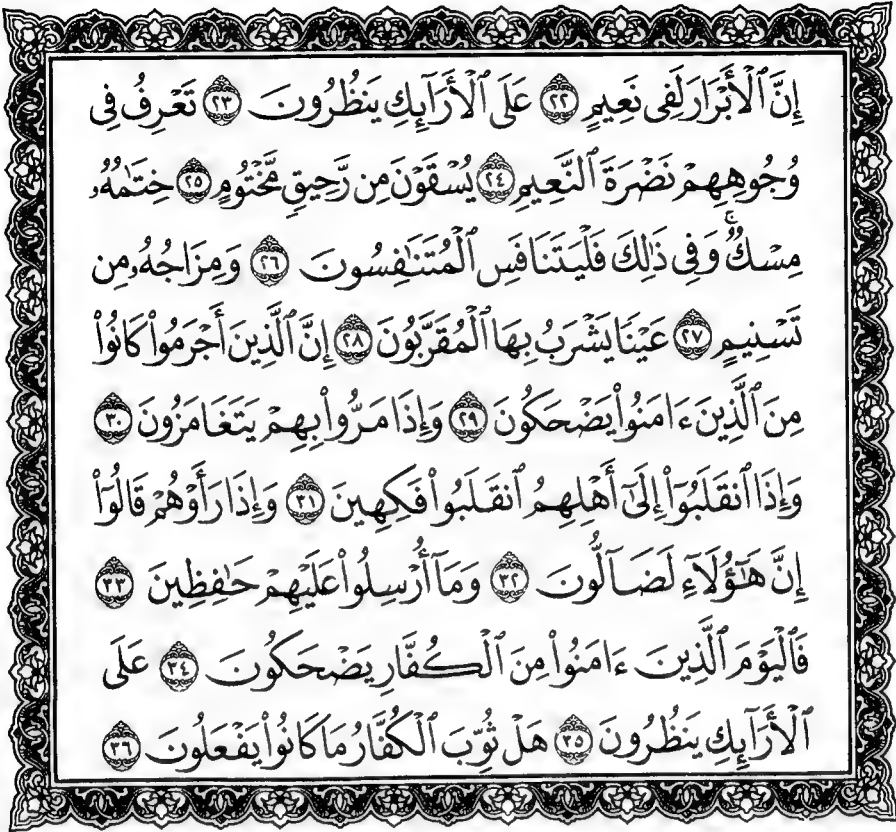 إِنَّ ٱلْأَبْرَارَ لَفِى نَعِيمٍ ٢٢ عَلَى ٱلْأَرَآئِكِ يَنظُرُونَ ٢٣ تَعْرِفُ فِى
وُجُوهِهِمْ نَضْرَةَ ٱلنَّعِيمِ ٢٤ يُسْقَوْنَ مِن رَّحِيقٍ مَّخْتُومٍ ٢٥ خِتَٰمُهُۥ
مِسْكٌ ۚ وَفِى ذَٰلِكَ فَلْيَتَنَافَسِ ٱلْمُتَنَٰفِسُونَ ٢٦ وَمِزَاجُهُۥ مِن
تَسْنِيمٍ ٢٧ عَيْنًا يَشْرَبُ بِهَا ٱلْمُقَرَّبُونَ ٢٨ إِنَّ ٱلَّذِينَ أَجْرَمُوا۟ كَانُوا۟
مِنَ ٱلَّذِينَ ءَامَنُوا۟ يَضْحَكُونَ ٢٩ وَإِذَا مَرُّوا۟ بِهِمْ يَتَغَامَزُونَ ٣٠
وَإِذَا ٱنقَلَبُوٓا۟ إِلَىٰٓ أَهْلِهِمُ ٱنقَلَبُوا۟ فَكِهِينَ ٣١ وَإِذَا رَأَوْهُمْ قَالُوٓا۟
إِنَّ هَٰٓؤُلَآءِ لَضَآلُّونَ ٣٢ وَمَآ أُرْسِلُوا۟ عَلَيْهِمْ حَٰفِظِينَ ٣٣
فَٱلْيَوْمَ ٱلَّذِينَ ءَامَنُوا۟ مِنَ ٱلْكُفَّارِ يَضْحَكُونَ ٣٤ عَلَى
ٱلْأَرَآئِكِ يَنظُرُونَ ٣٥ هَلْ ثُوِّبَ ٱلْكُفَّارُ مَا كَانُوا۟ يَفْعَلُونَ ٣٦